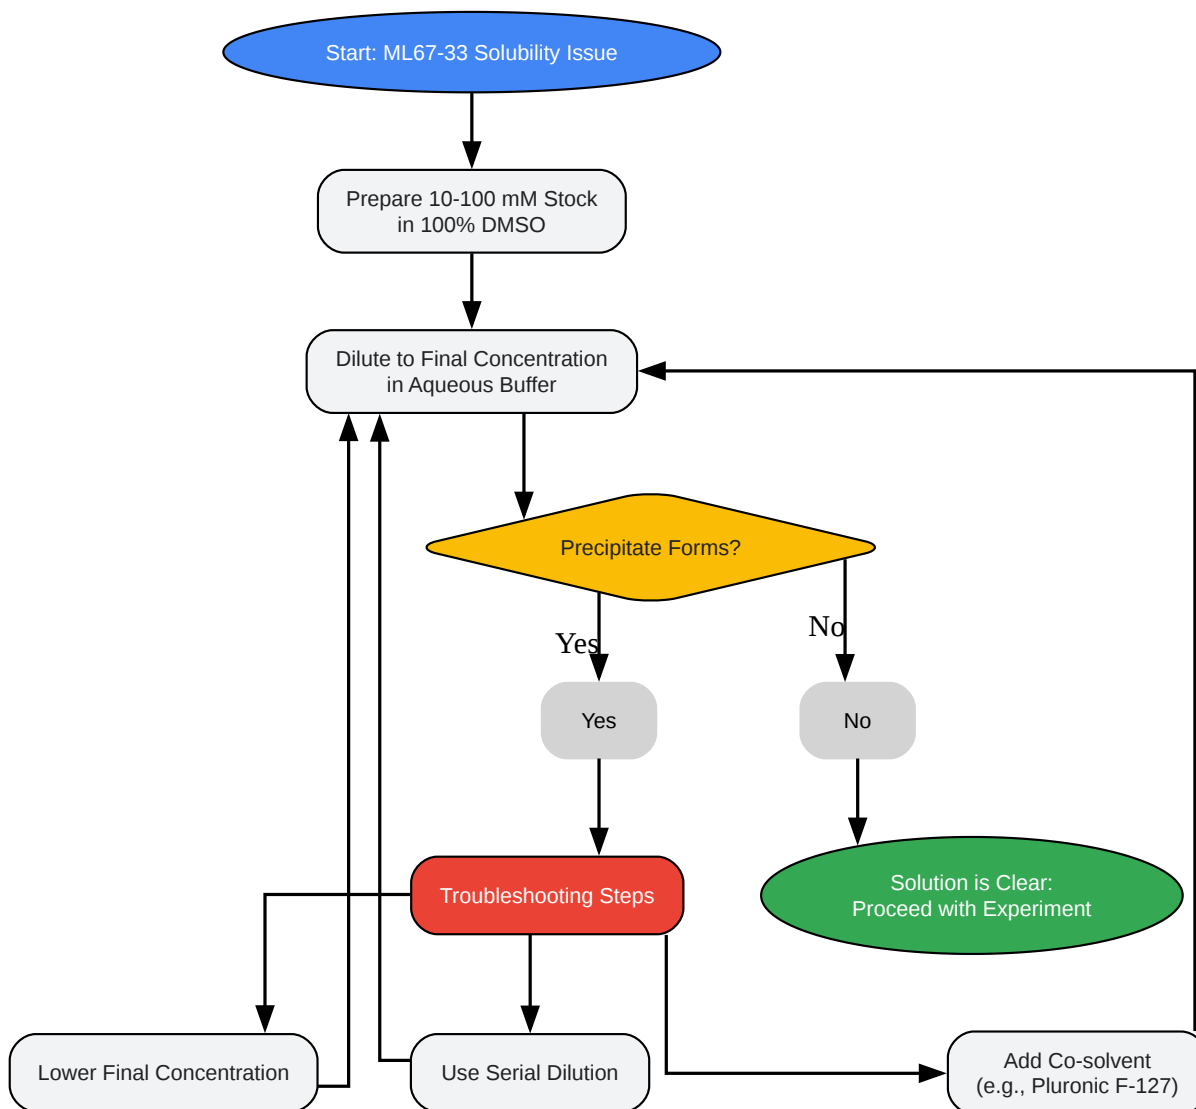 Start: ML67-33 Solubility Issue
Prepare 10-100 mM Stock
in 100% DMSO
Dilute to Final Concentration
in Aqueous Buffer
Precipitate Forms?
Yes
No
Yes
No
Troubleshooting Steps
Solution is Clear:
Proceed with Experiment
Lower Final Concentration
Use Serial Dilution
Add Co-solvent
(e.g., Pluronic F-127)